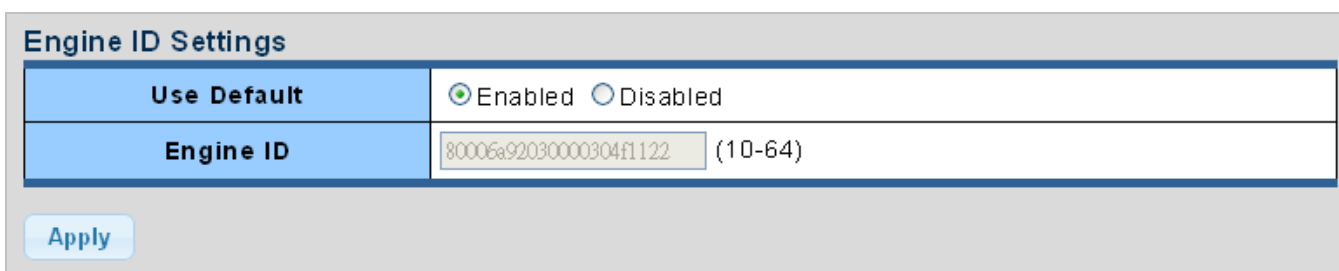 Engine ID Settings
Use Default Enabled Disabled
Engine ID 80006a92030000304f1122 (10-64)
Apply